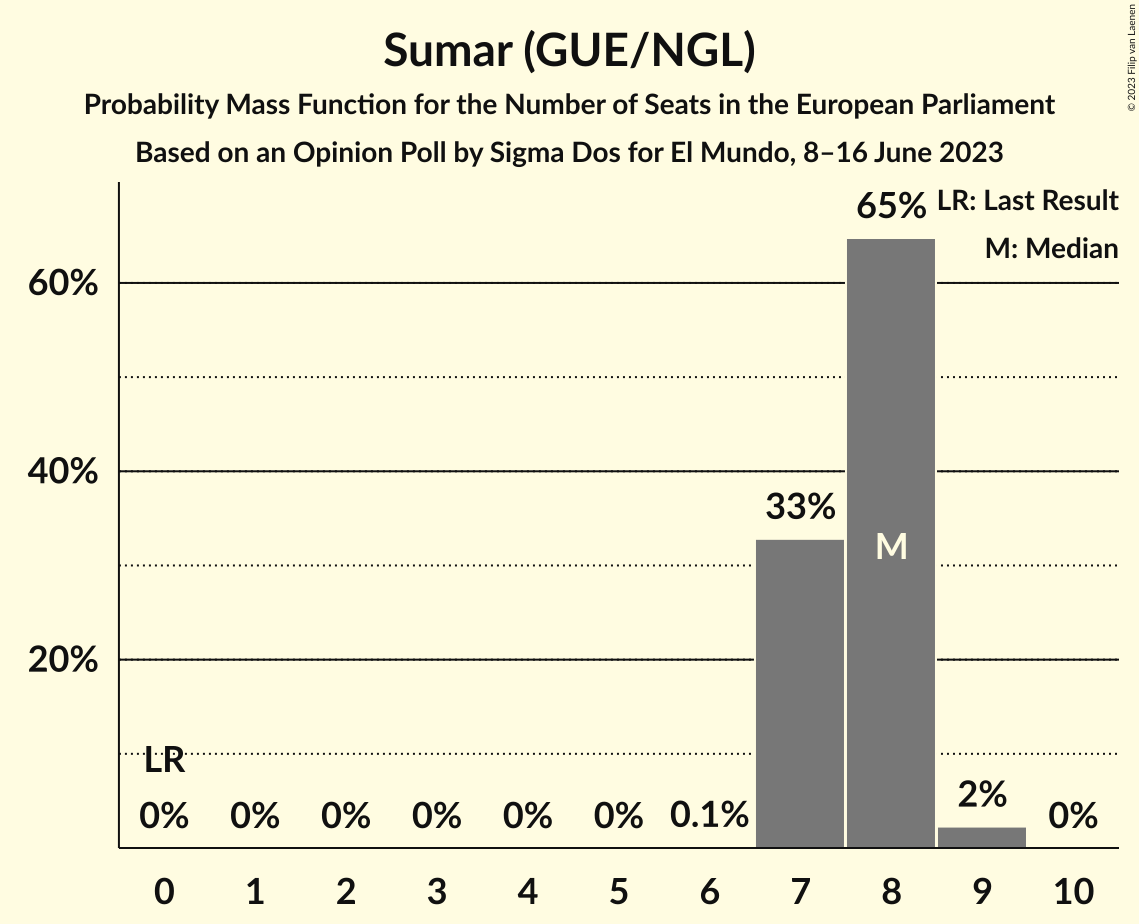 Sumar (GUE/NGL)
Probability Mass Function for the Number of Seats in the European Parliament
Based on an Opinion Poll by Sigma Dos for El Mundo, 8–16 June 2023
© 2023 Filip van Laenen
LR: Last Result
M: Median
60%
40%
20%
65%
33%
M
LR
0%
0%
0%
0%
0%
0%
0.1%
2%
0%
0 1 2 3 4 5 6 7 8 9 10